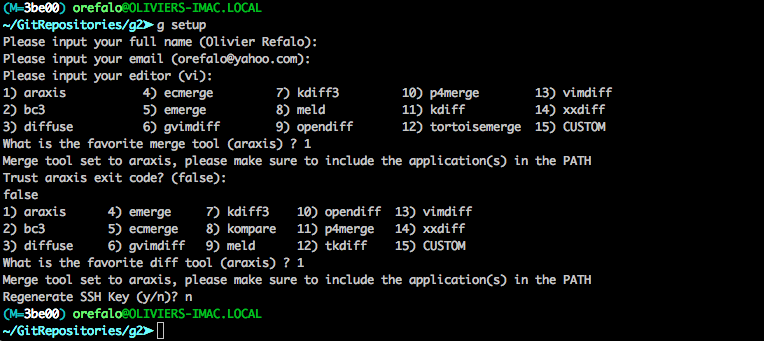 (M=3be00) orefalo@OLIVIERS-IMAC.LOCAL
~/GitRepositories/g2➤ g setup
Please input your full name (Olivier Refalo):
Please input your email (orefalo@yahoo.com):
Please input your editor (vi):
1) araxis 4) ecmerge 7) kdiff3 10) p4merge 13) vimdiff
2) bc3 5) emerge 8) meld 11) kdiff 14) xxdiff
3) diffuse 6) gvimdiff 9) opendiff 12) tortoisemerge 15) CUSTOM
What is the favorite merge tool (araxis) ? 1
Merge tool set to araxis, please make sure to include the application(s) in the PATH
Trust araxis exit code? (false):
false
1) araxis 4) emerge 7) kdiff3 10) opendiff 13) vimdiff
2) bc3 5) ecmerge 8) kompare 11) p4merge 14) xxdiff
3) diffuse 6) gvimdiff 9) meld 12) tkdiff 15) CUSTOM
What is the favorite diff tool (araxis) ? 1
Merge tool set to araxis, please make sure to include the application(s) in the PATH
Regenerate SSH Key (y/n)? n
(M=3be00) orefalo@OLIVIERS-IMAC.LOCAL
~/GitRepositories/g2➤